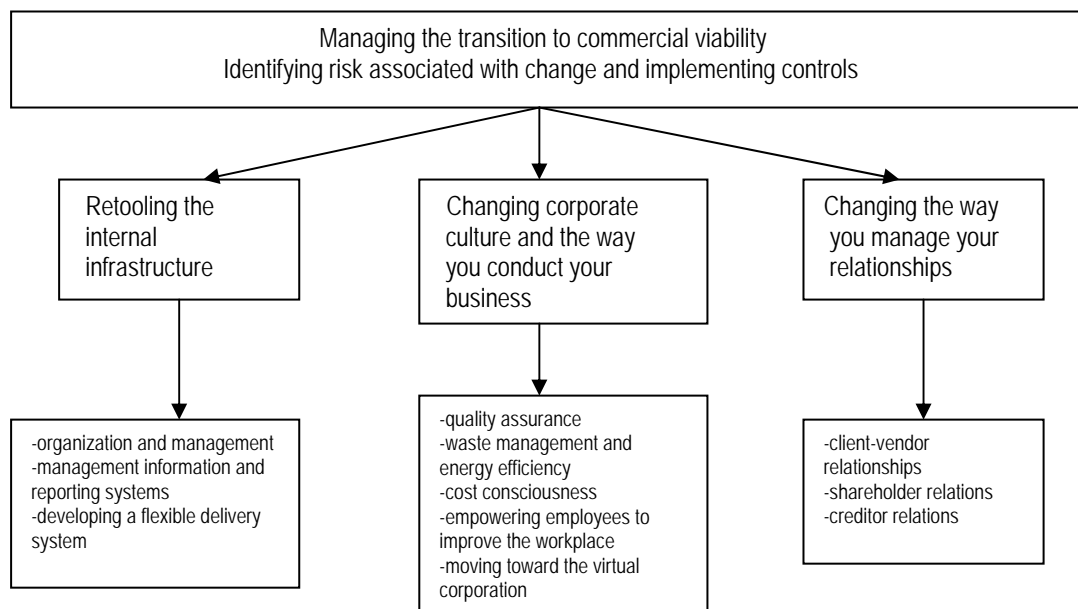 Managing the transition to commercial viability
Identifying risk associated with change and implementing controls
Retooling the
internal
infrastructure
Changing corporate
culture and the way
you conduct your
business
Changing the way
you manage your
relationships
-organization and management
-management information and
reporting systems
-developing a flexible delivery
system
-quality assurance
-waste management and
energy efficiency
-cost consciousness
-empowering employees to
improve the workplace
-moving toward the virtual
corporation
-client-vendor
relationships
-shareholder relations
-creditor relations